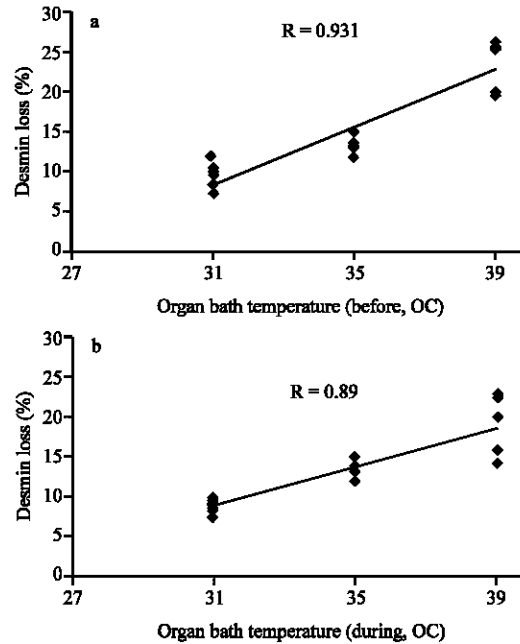 a
R = 0.931
Desmin loss (%)
30
25
20
15
10
5
0
27 31 35 39
Organ bath temperature (before, OC)
b
R = 0.89
Desmin loss (%)
30
25
20
15
10
5
0
27 31 35 39
Organ bath temperature (during, OC)